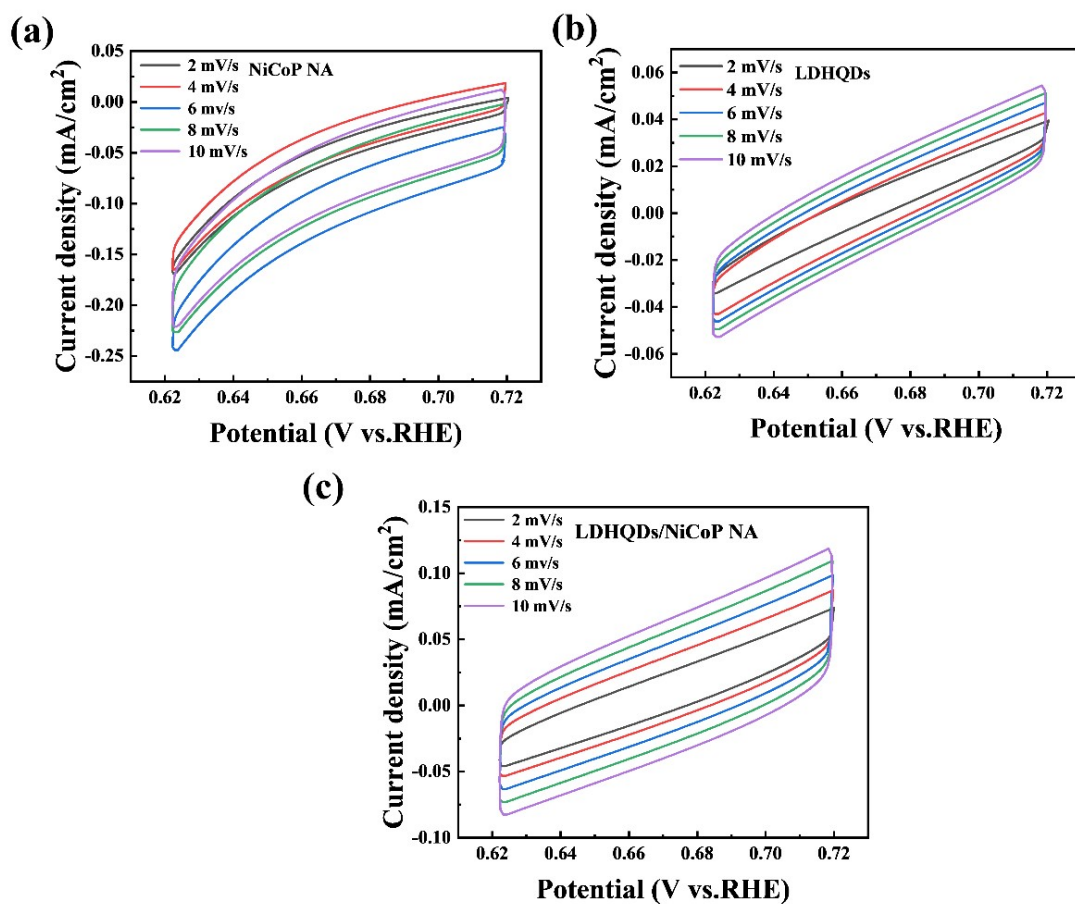 (a)
0.05
0.00
-0.05
-0.10
-0.15
-0.20
-0.25
Current density (mA/cm²)
2 mV/s
4 mV/s
6 mv/s
8 mV/s
10 mV/s
NiCoP NA
0.62 0.64 0.66 0.68 0.70 0.72
Potential (V vs.RHE)
(b)
0.06
0.04
0.02
0.00
-0.02
-0.04
-0.06
Current density (mA/cm²)
2 mV/s
4 mV/s
6 mV/s
8 mV/s
10 mV/s
LDHQDs
0.62 0.64 0.66 0.68 0.70 0.72
Potential (V vs.RHE)
(c)
0.15
0.10
0.05
0.00
-0.05
-0.10
Current density (mA/cm²)
2 mV/s
4 mV/s
6 mv/s
8 mV/s
10 mV/s
LDHQDs/NiCoP NA
0.62 0.64 0.66 0.68 0.70 0.72
Potential (V vs.RHE)